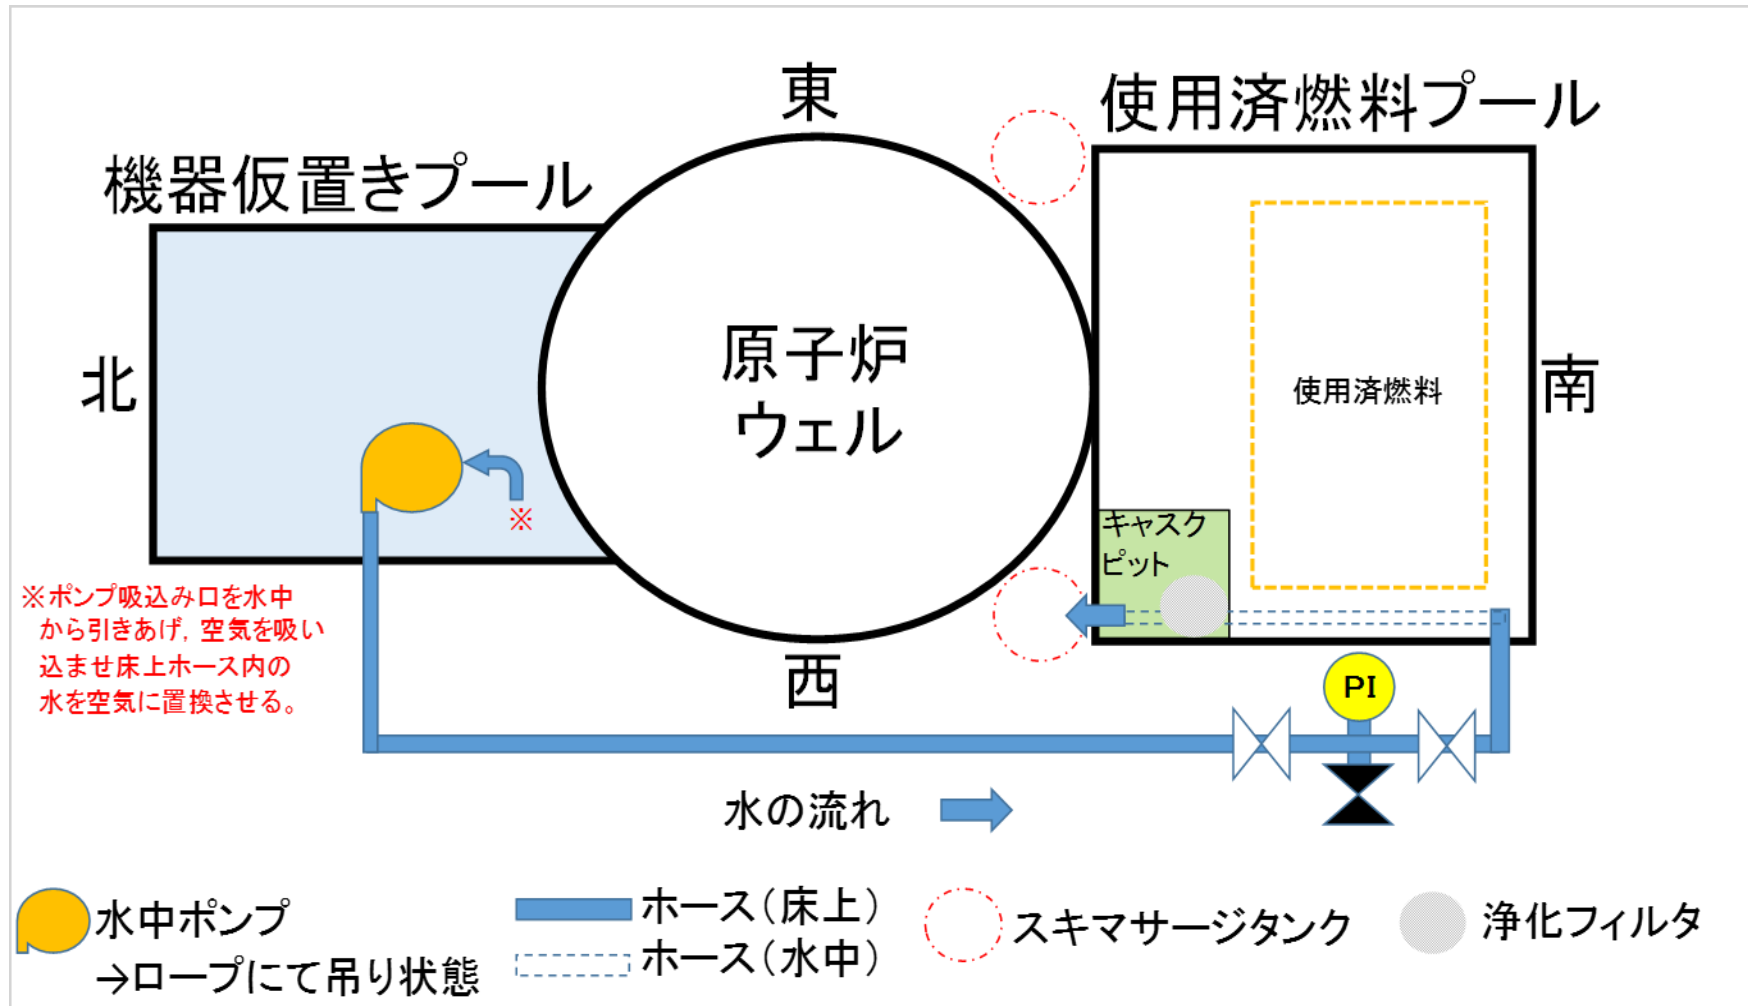 東
使用済燃料プール
機器仮置きプール
北
原子炉
ウェル
使用済燃料
南
キャスク
ピット
※
※ポンプ吸込み口を水中
から引きあげ，空気を吸い
込ませ床上ホース内の
水を空気に置換させる。
西
PI
水の流れ
水中ポンプ
→ロープにて吊り状態
ホース（床上）
ホース（水中）
スキマサージタンク
浄化フィルタ